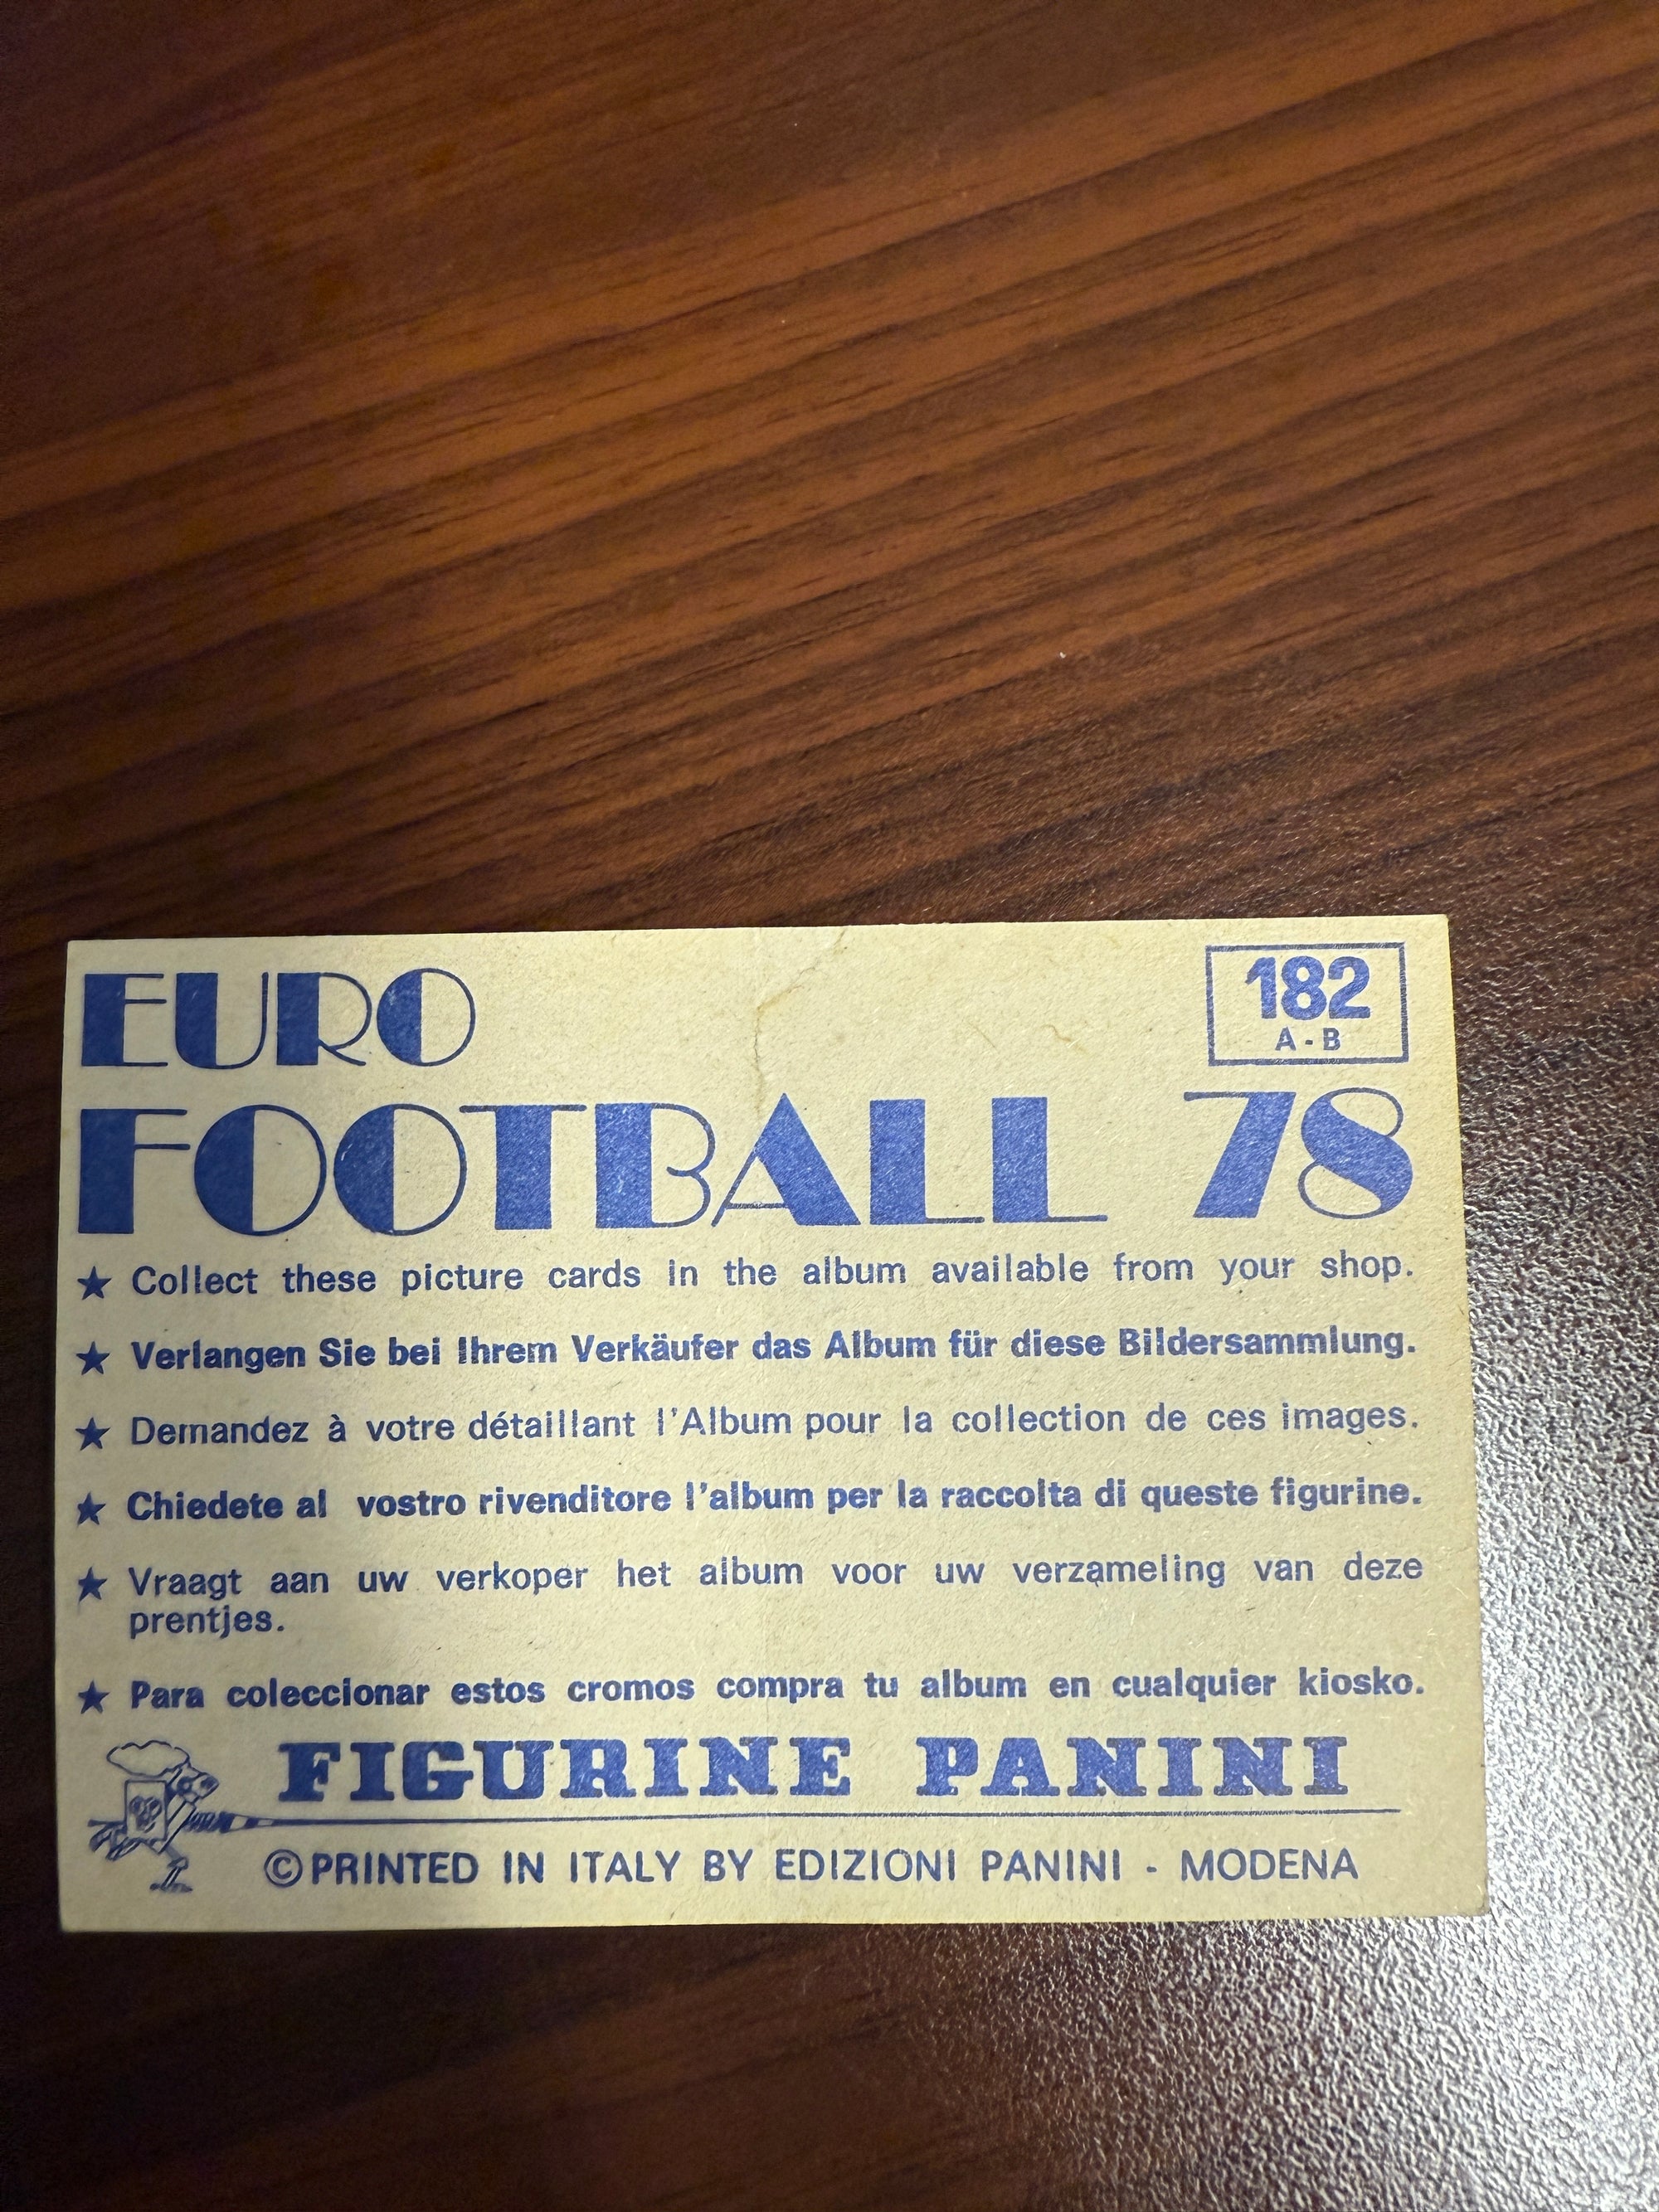 EURO
182
A - B
FOOTBALL 78
★ Collect these picture cards in the album available from your shop.
★ Verlangen Sie bei Ihrem Verkäufer das Album für diese Bildersammlung.
★ Demandez à votre détaillant l'Album pour la collection de ces images.
★ Chiedete al vostro rivenditore l'album per la raccolta di queste figurine.
★ Vraagt aan uw verkoper het album voor uw verzameling van deze
prentjes.
★ Para coleccionar estos cromos compra tu album en cualquier kiosko.
FIGURINE PANINI
©PRINTED IN ITALY BY EDIZIONI PANINI - MODENA